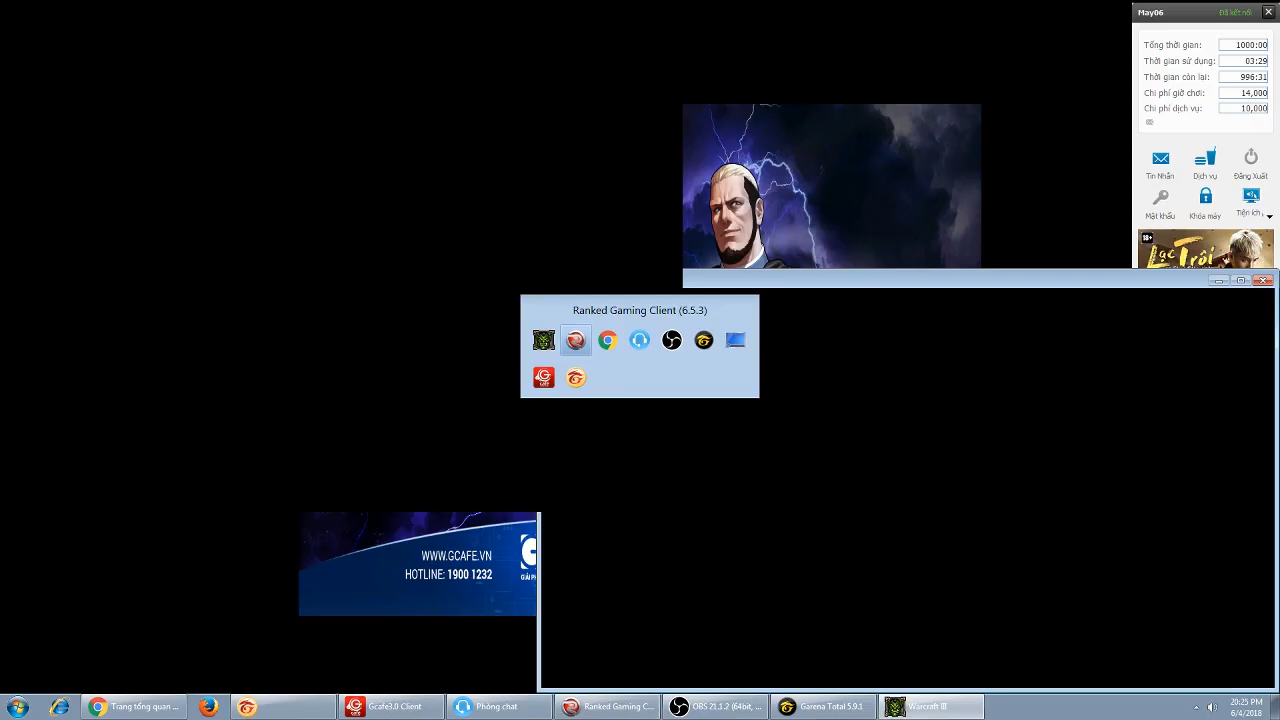 May06
Đã kết nối
Tổng thời gian: 1000:00
Thời gian sử dụng: 03:29
Thời gian còn lại: 996:31
Chi phí giờ chơi: 14,000
Chi phí dịch vụ: 10,000
Tin Nhắn Dịch vụ Đăng Xuất
Mật khẩu Khóa máy Tiện ích
18+
Lạc Trôi
Ranked Gaming Client (6.5.3)
WWW.GCAFE.VN
HOTLINE: 1900 1232
Trang tổng quan ...
Gcafe3.0 Client
Phòng chat
Ranked Gaming C...
OBS 21.1.2 (64bit, ...
Garena Total 5.9.1
Warcraft III
20:25 PM
6/4/2018